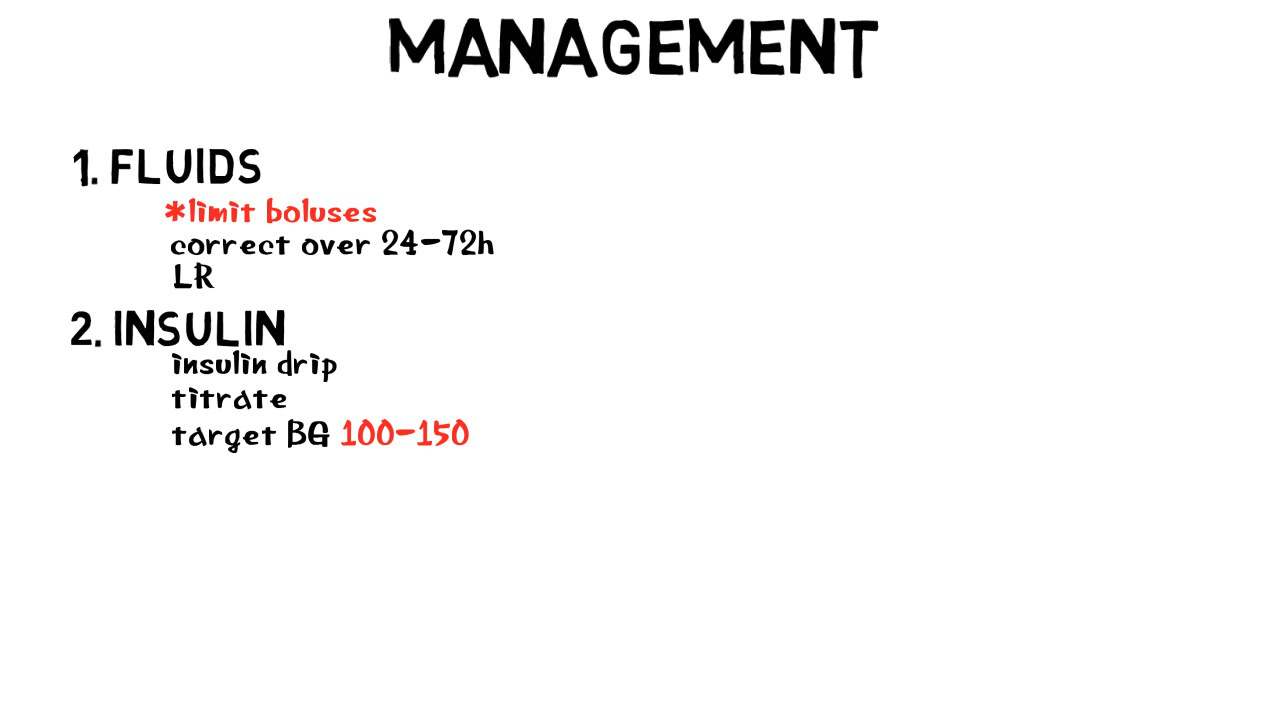 MANAGEMENT
1. FLUIDS
*limit boluses
correct over 24-72h
LR
2. INSULIN
insulin drip
titrate
target BG 100-150